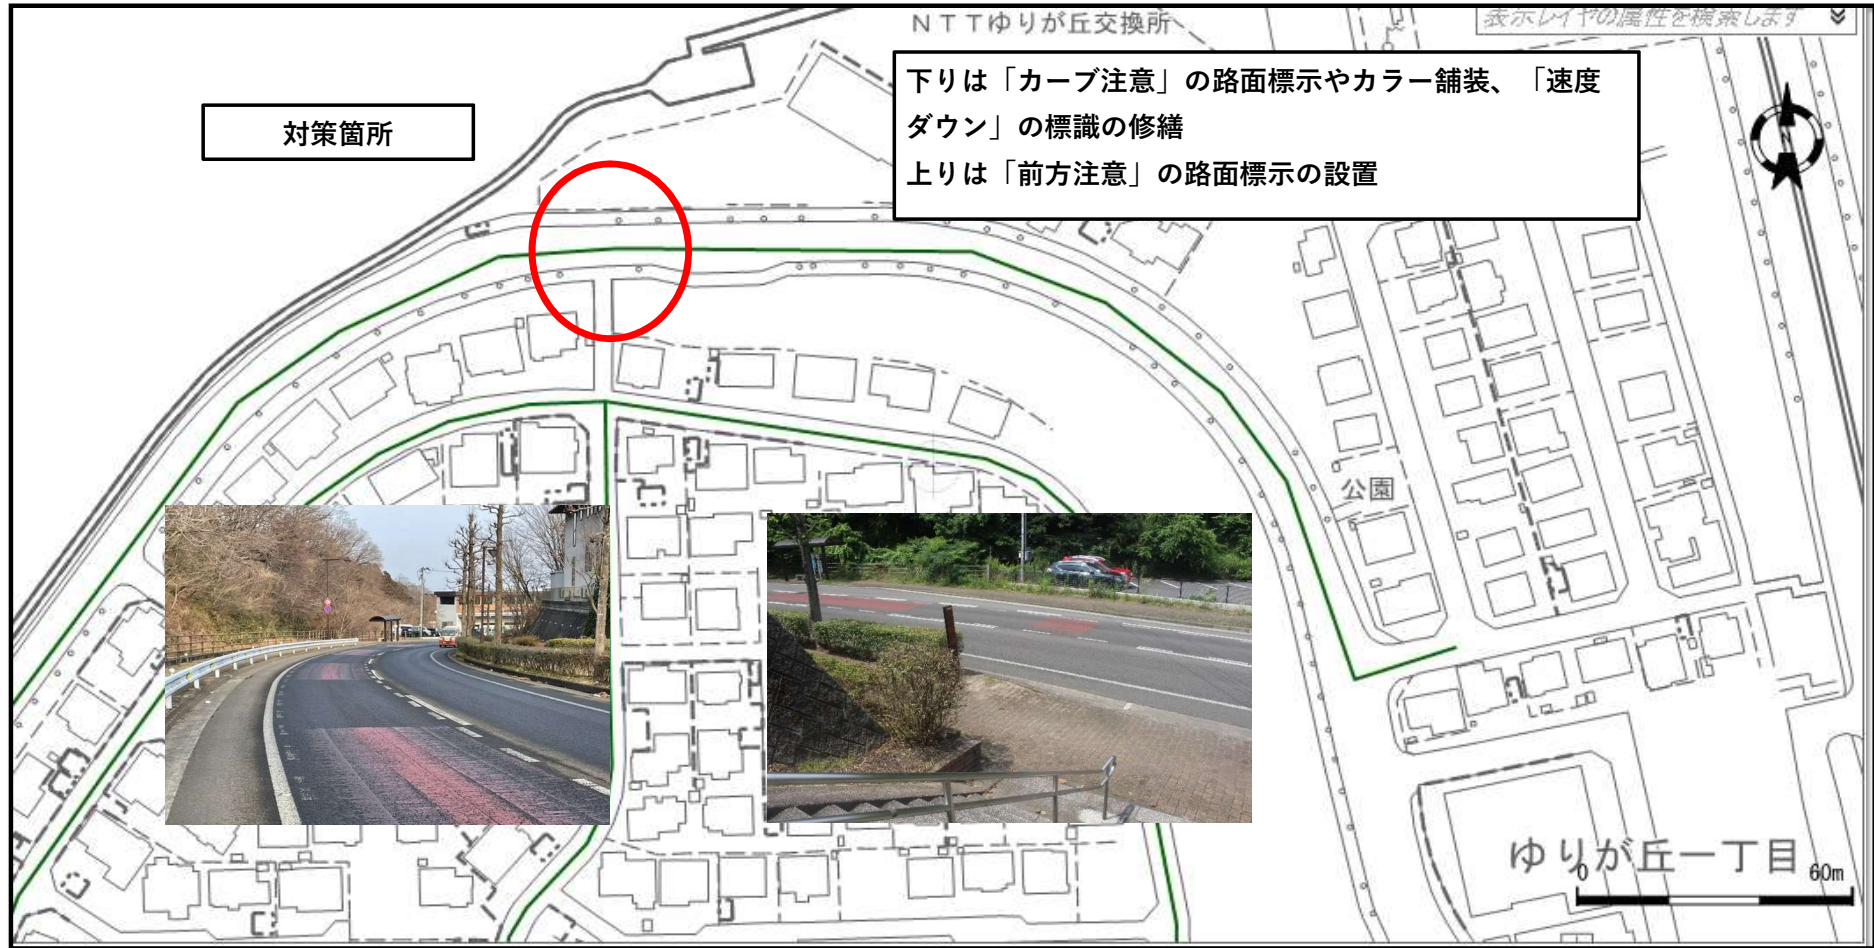 NTTゆりが丘交換所
表示レイヤの属性を検索します
対策箇所
下りは「カーブ注意」の路面標示やカラー舗装、「速度
ダウン」の標識の修繕
上りは「前方注意」の路面標示の設置
N
公園
ゆりが丘一丁目
0
60m